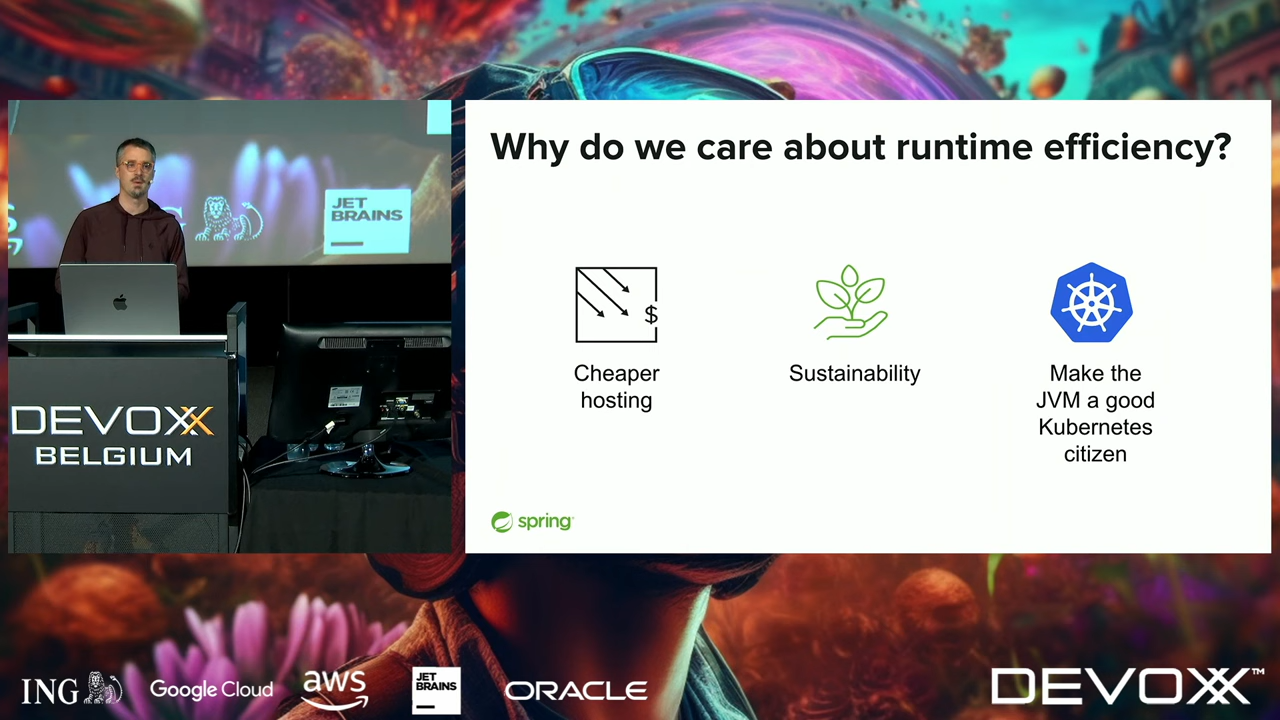 Why do we care about runtime efficiency?
JET
BRAINS
$
Cheaper
hosting
Sustainability
Make the
JVM a good
Kubernetes
citizen
DEVOXX
BELGIUM
spring
ING
Google Cloud
aws
JET
BRAINS
ORACLE
DEVOXX™